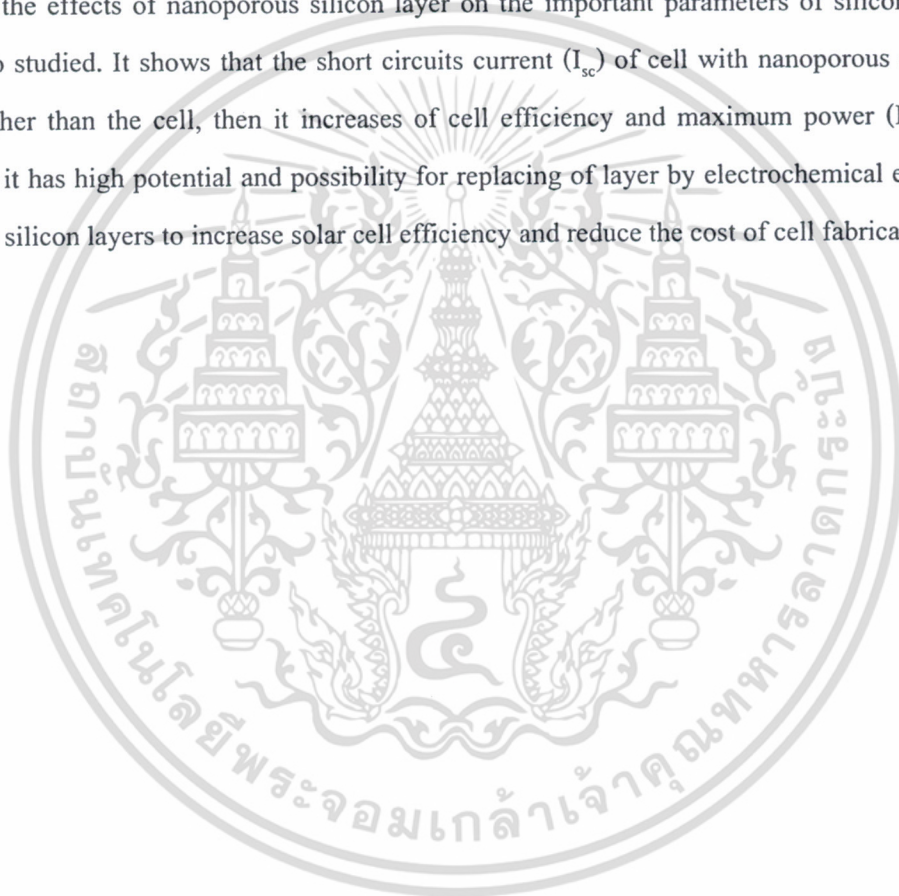 the effects of nanoporous silicon layer on the important parameters of silicon
studied. It shows that the short circuits current (I_sc) of cell with nanoporous
her than the cell, then it increases of cell efficiency and maximum power (
it has high potential and possibility for replacing of layer by electrochemical e
silicon layers to increase solar cell efficiency and reduce the cost of cell fabrica
สถาบันเทคโนโลยีพระจอมเกล้าเจ้าคุณทหารลาดกระบัง